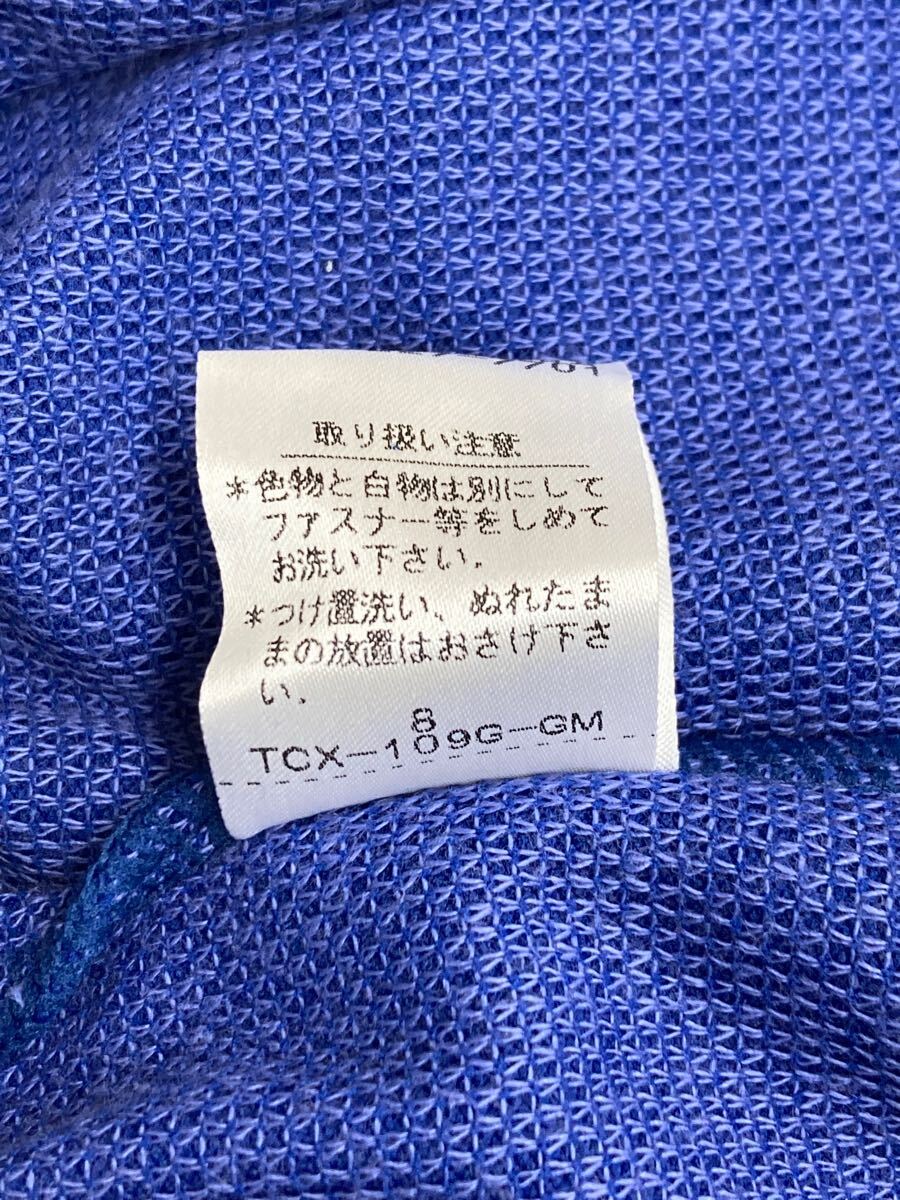 取り扱い注意
*色物と白物は別にして
ファスナー等をしめて
お洗い下さい.
*つけ置洗い、ぬれたま
まの放置はおさけ下さ
い.
8
TCX-109G-GM